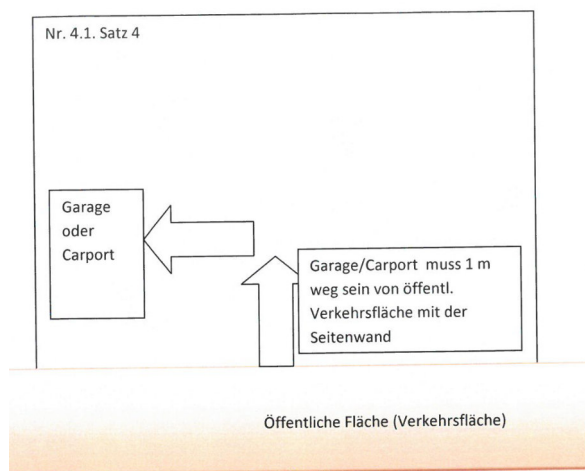 Nr. 4.1. Satz 4
Garage
oder
Carport
Garage/Carport muss 1 m
weg sein von öffentl.
Verkehrsfläche mit der
Seitenwand
Öffentliche Fläche (Verkehrsfläche)